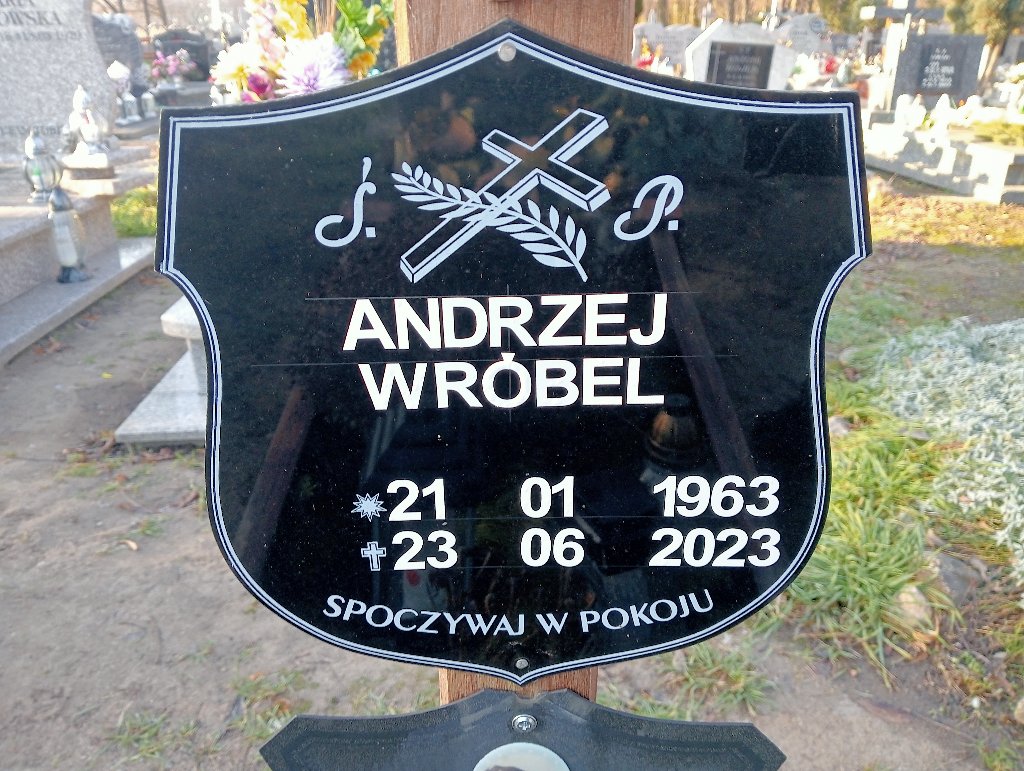 Ś. P.
ANDRZEJ
WRÓBEL
21 01 1963
23 06 2023
SPOCZYWAJ W POKOJU